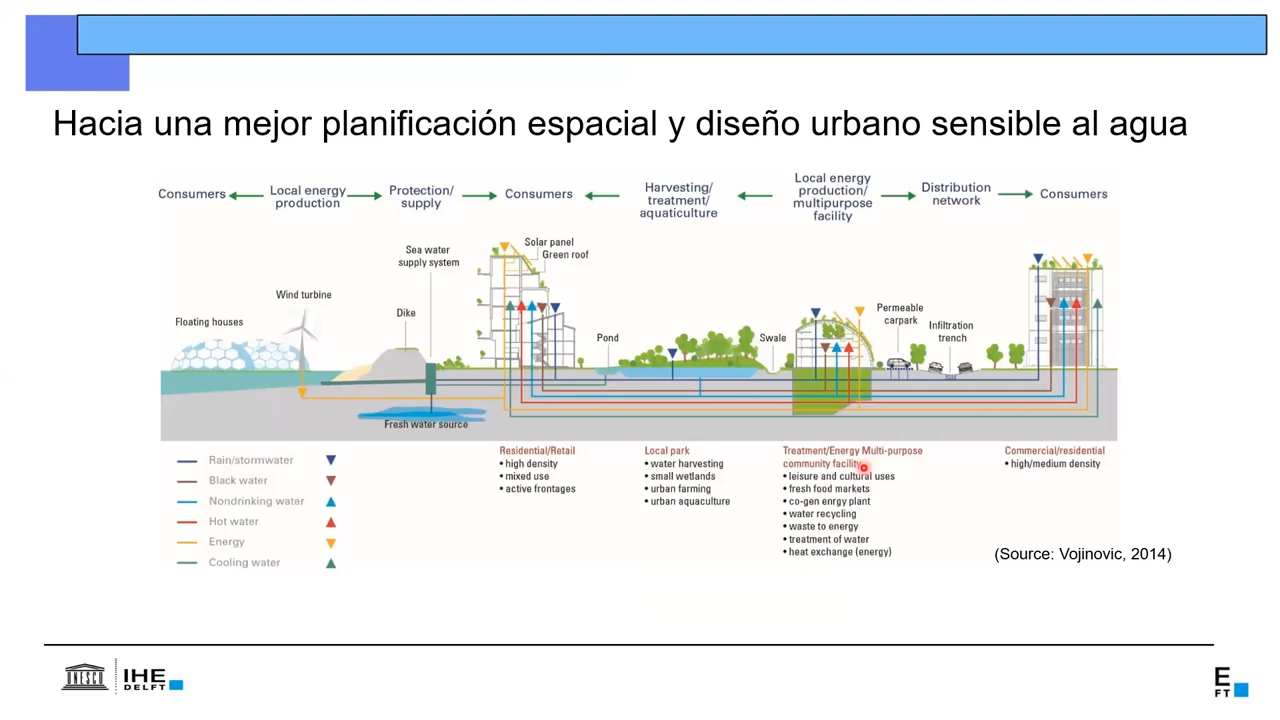 Hacia una mejor planificación espacial y diseño urbano sensible al agua
Consumers
Local energy
production
Protection/
supply
Consumers
Harvesting/
treatment/
aquaticulture
Local energy
production/
multipurpose
facility
Distribution
network
Consumers
Solar panel
Green roof
Sea water
supply system
Wind turbine
Floating houses
Dike
Pond
Swale
Permeable
carpark
Infiltration
trench
Fresh water source
Rain/stormwater
Black water
Nondrinking water
Hot water
Energy
Cooling water
Residential/Retail
• high density
• mixed use
• active frontages
Local park
• water harvesting
• small wetlands
• urban farming
• urban aquaculture
Treatment/Energy Multi-purpose
community facility
• leisure and cultural uses
• fresh food markets
• co-gen enrgy plant
• water recycling
• waste to energy
• treatment of water
• heat exchange (energy)
Commercial/residential
• high/medium density
(Source: Vojinovic, 2014)
UNESCO
IHE
DELFT
E
FT